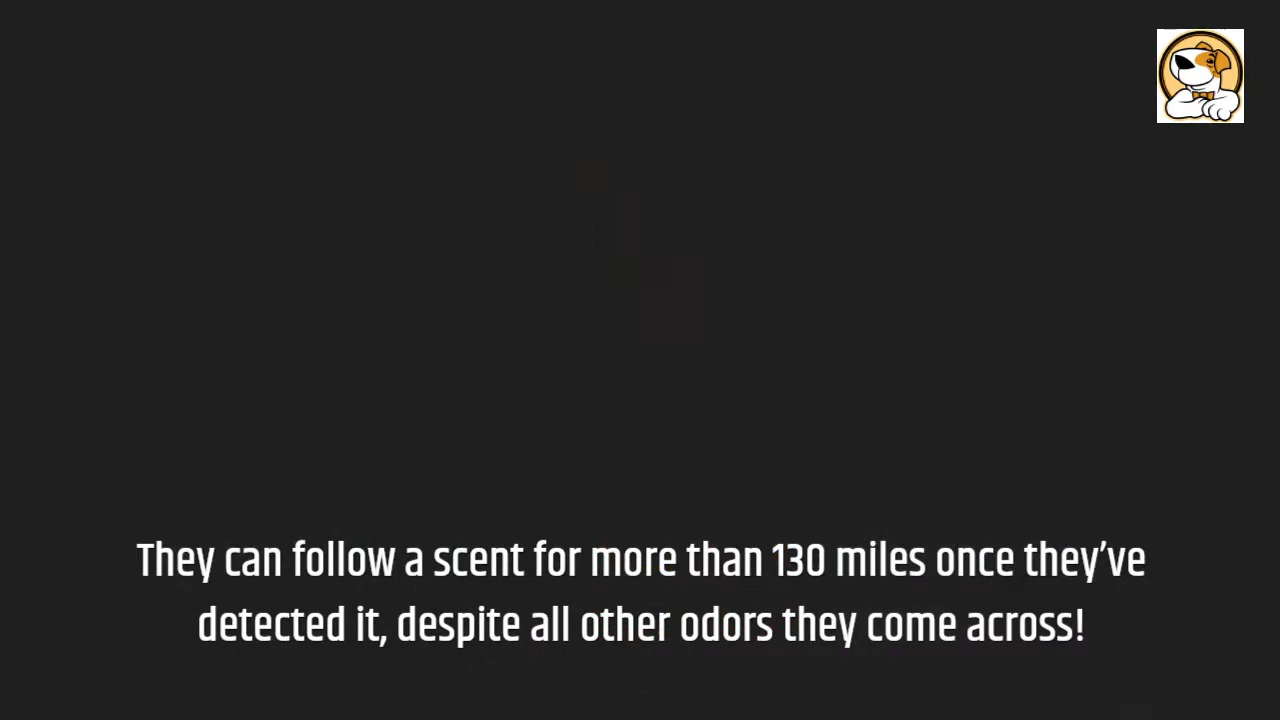 They can follow a scent for more than 130 miles once they’ve
detected it, despite all other odors they come across!